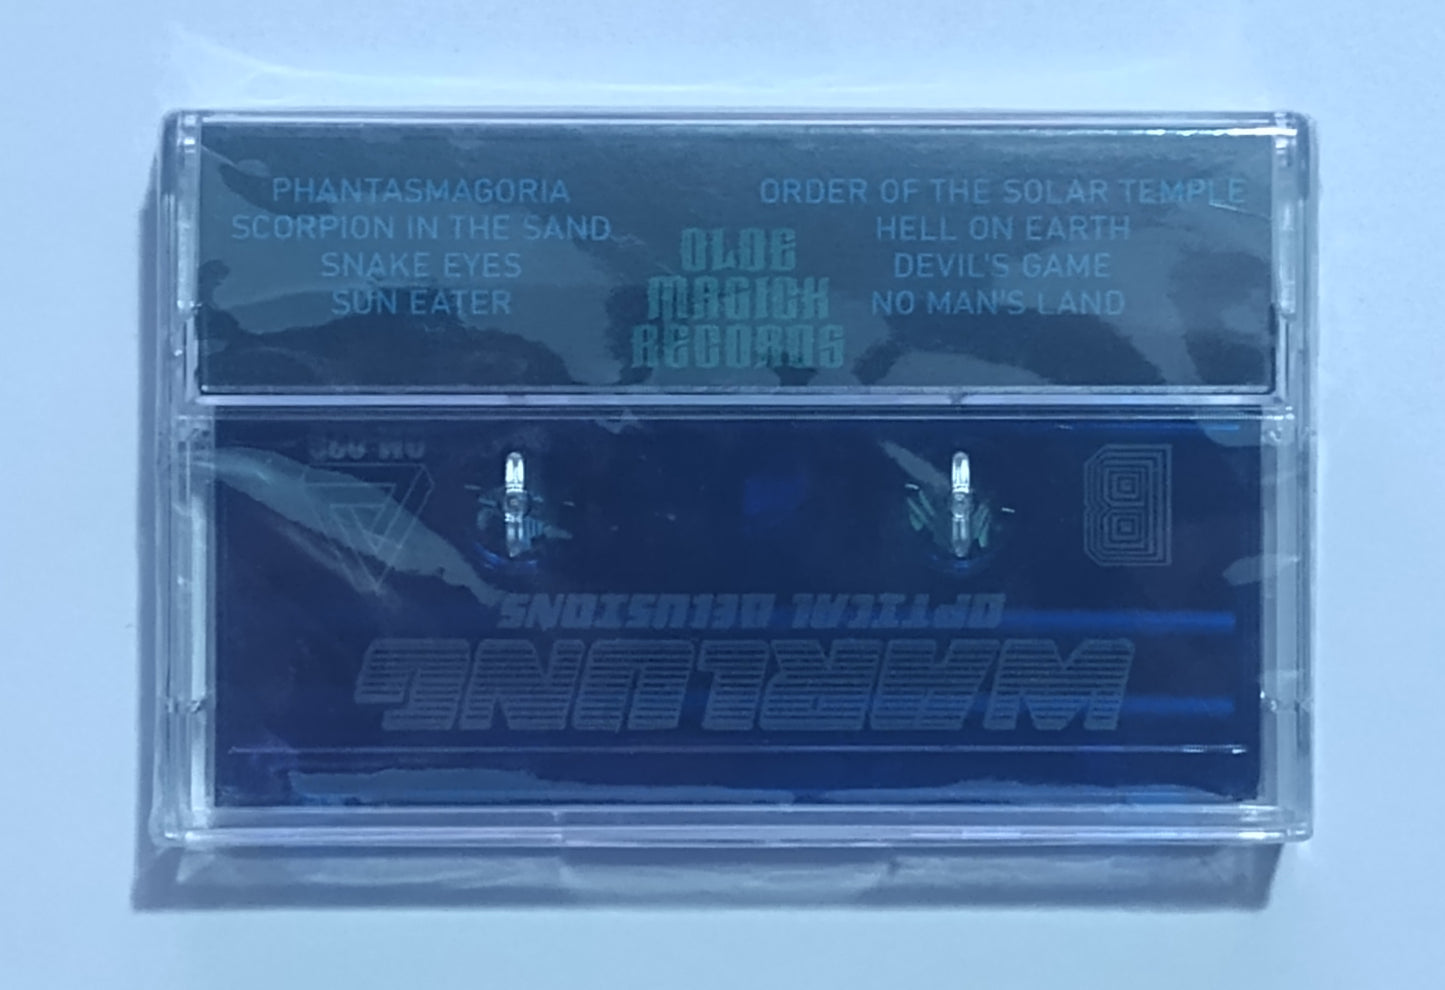 PHANTASMAGORIA
SCORPION IN THE SAND
SNAKE EYES
SUN EATER
OLDE
MAGICK
RECORDS
ORDER OF THE SOLAR TEMPLE
HELL ON EARTH
DEVIL'S GAME
NO MAN'S LAND
B
OPTICAL DELUSIONS
WARLUNG